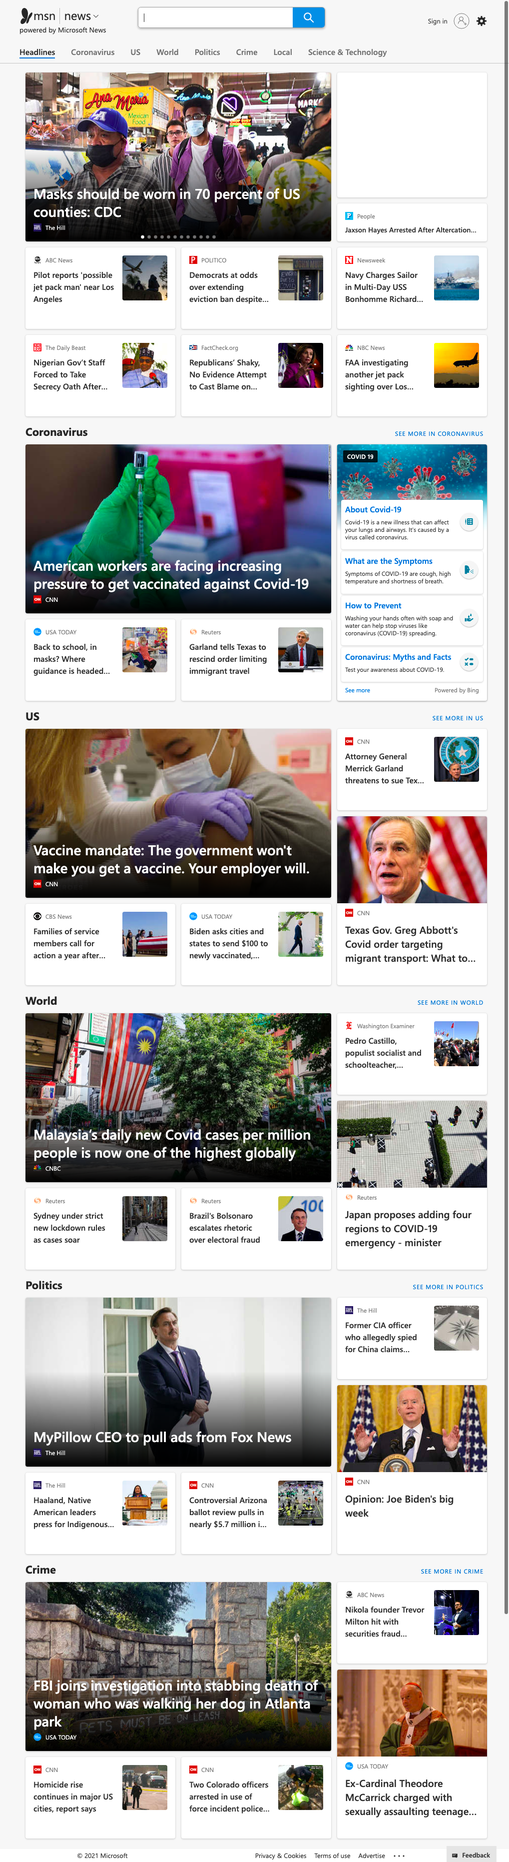 msn | news
powered by Microsoft News
Sign in
Headlines Coronavirus US World Politics Crime Local Science & Technology
Ana Maria
Mexican Food
Masks should be worn in 70 percent of US
counties: CDC
The Hill
People
Jaxson Hayes Arrested After Altercation...
ABC News
Pilot reports 'possible
jet pack man' near Los
Angeles
POLITICO
Democrats at odds
over extending
eviction ban despite...
Newsweek
Navy Charges Sailor
in Multi-Day USS
Bonhomme Richard...
The Daily Beast
Nigerian Gov't Staff
Forced to Take
Secrecy Oath After...
FactCheck.org
Republicans' Shaky,
No Evidence Attempt
to Cast Blame on...
NBC News
FAA investigating
another jet pack
sighting over Los...
Coronavirus
SEE MORE IN CORONAVIRUS
American workers are facing increasing
pressure to get vaccinated against Covid-19
CNN
COVID 19
About Covid-19
Covid-19 is a new illness that can affect
your lungs and airways. It's caused by a
virus called coronavirus.
What are the Symptoms
Symptoms of COVID-19 are cough, high
temperature and shortness of breath.
How to Prevent
Washing your hands often with soap and
water can help stop viruses like
coronavirus (COVID-19) spreading.
Coronavirus: Myths and Facts
Test your awareness about COVID-19.
See more
Powered by Bing
USA TODAY
Back to school, in
masks? Where
guidance is headed...
Reuters
Garland tells Texas to
rescind order limiting
immigrant travel
US
SEE MORE IN US
Vaccine mandate: The government won't
make you get a vaccine. Your employer will.
CNN
CNN
Attorney General
Merrick Garland
threatens to sue Tex...
CNN
Texas Gov. Greg Abbott's
Covid order targeting
migrant transport: What to...
CBS News
Families of service
members call for
action a year after...
USA TODAY
Biden asks cities and
states to send $100 to
newly vaccinated,...
World
SEE MORE IN WORLD
Malaysia's daily new Covid cases per million
people is now one of the highest globally
CNBC
Washington Examiner
Pedro Castillo,
populist socialist and
schoolteacher,...
Reuters
Japan proposes adding four
regions to COVID-19
emergency - minister
Reuters
Sydney under strict
new lockdown rules
as cases soar
Reuters
Brazil's Bolsonaro
escalates rhetoric
over electoral fraud
100
Politics
SEE MORE IN POLITICS
MyPillow CEO to pull ads from Fox News
The Hill
The Hill
Former CIA officer
who allegedly spied
for China claims...
CNN
Opinion: Joe Biden's big
week
The Hill
Haaland, Native
American leaders
press for Indigenous...
CNN
Controversial Arizona
ballot review pulls in
nearly $5.7 million i...
Crime
SEE MORE IN CRIME
PETS MUST BE ON LEASH
FBI joins investigation into stabbing death of
woman who was walking her dog in Atlanta
park
USA TODAY
ABC News
Nikola founder Trevor
Milton hit with
securities fraud...
USA TODAY
Ex-Cardinal Theodore
McCarrick charged with
sexually assaulting teenage...
CNN
Homicide rise
continues in major US
cities, report says
CNN
Two Colorado officers
arrested in use of
force incident police...
© 2021 Microsoft
Privacy & Cookies Terms of use Advertise ...
Feedback